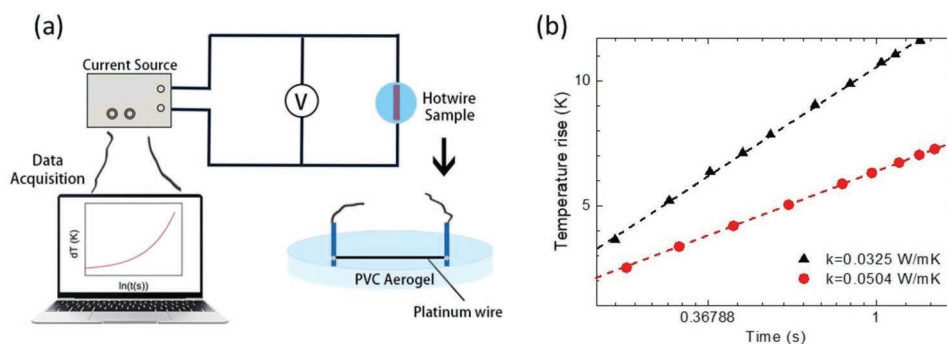 (a)
Current Source
V
Hotwire
Sample
Data
Acquisition
dT (K)
ln(t(s))
PVC Aerogel
Platinum wire
(b)
Temperature rise (K)
10
5
k=0.0325 W/mK
k=0.0504 W/mK
0.36788
1
Time (s)